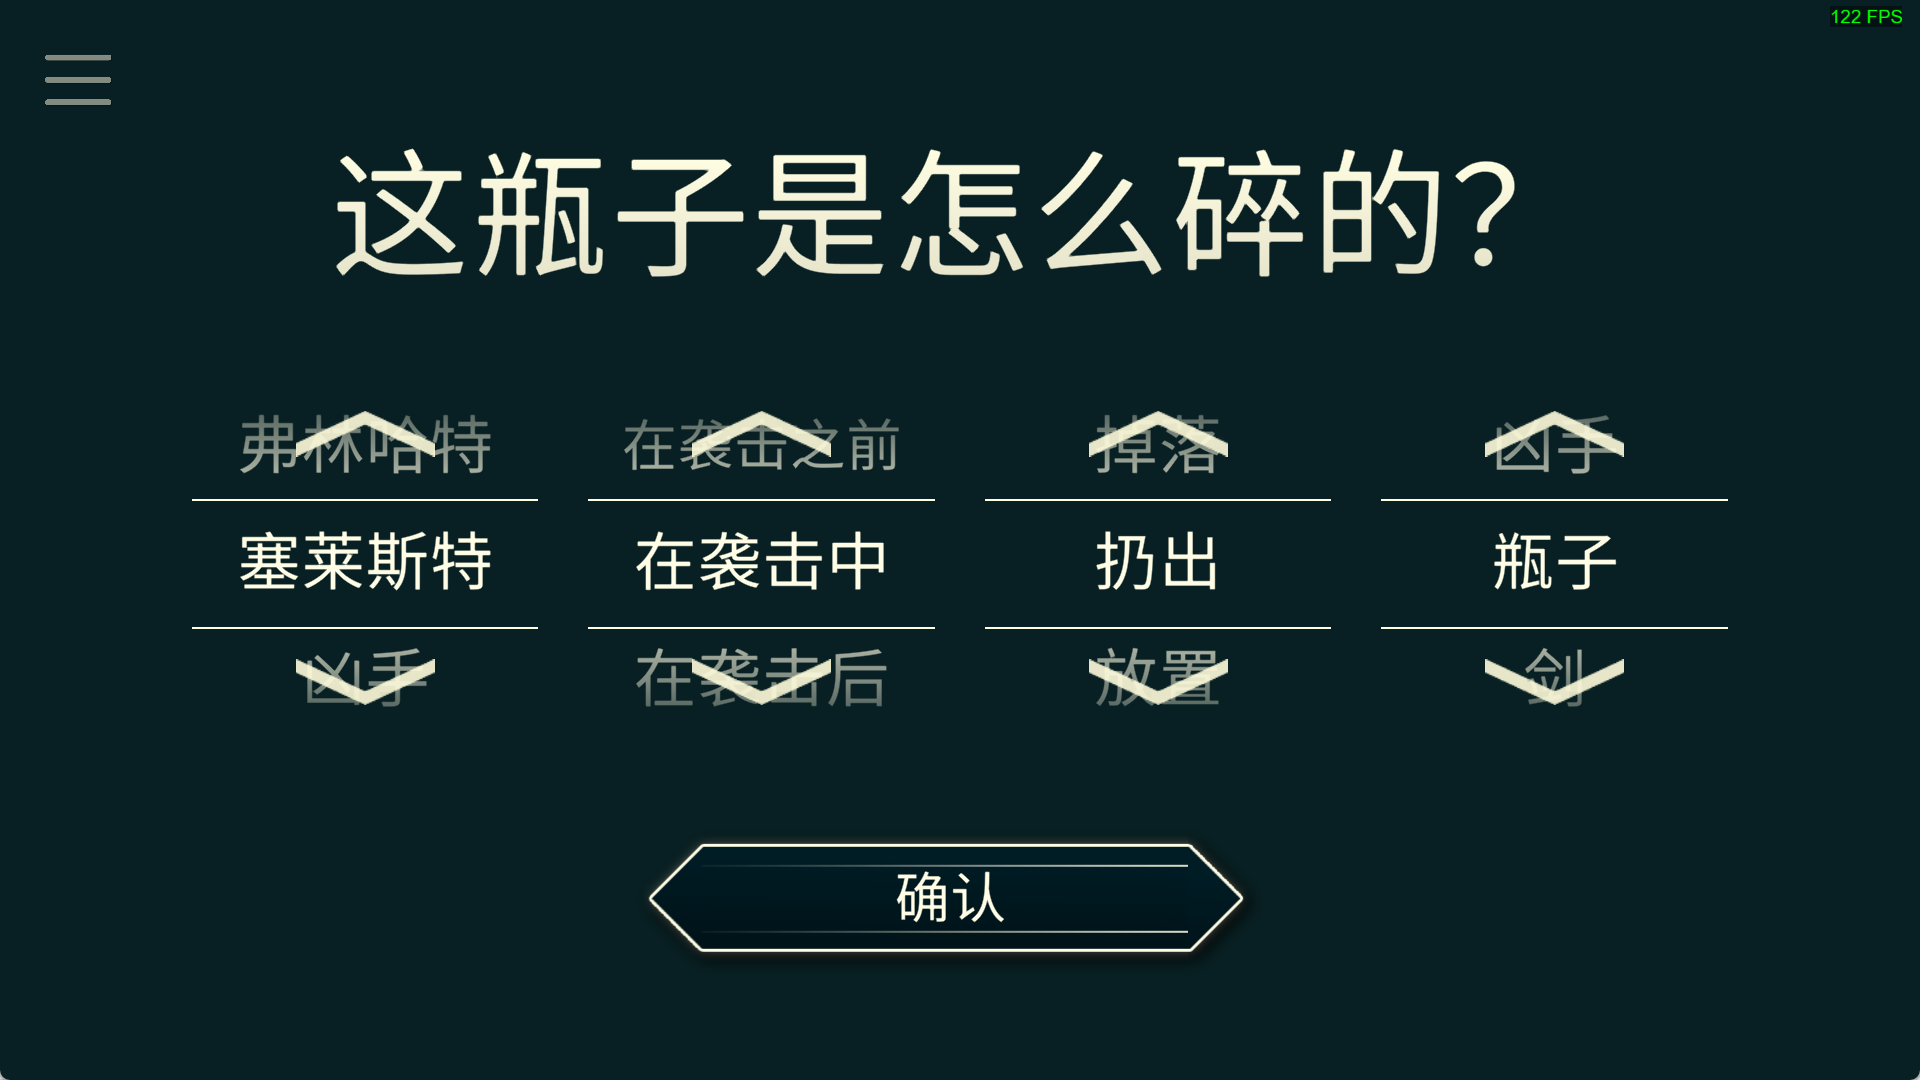 122 FPS
这瓶子是怎么碎的?
弗林哈特 在袭击之前 掉落 凶手
塞莱斯特 在袭击中 扔出 瓶子
凶手 在袭击后 放置 剑
确认